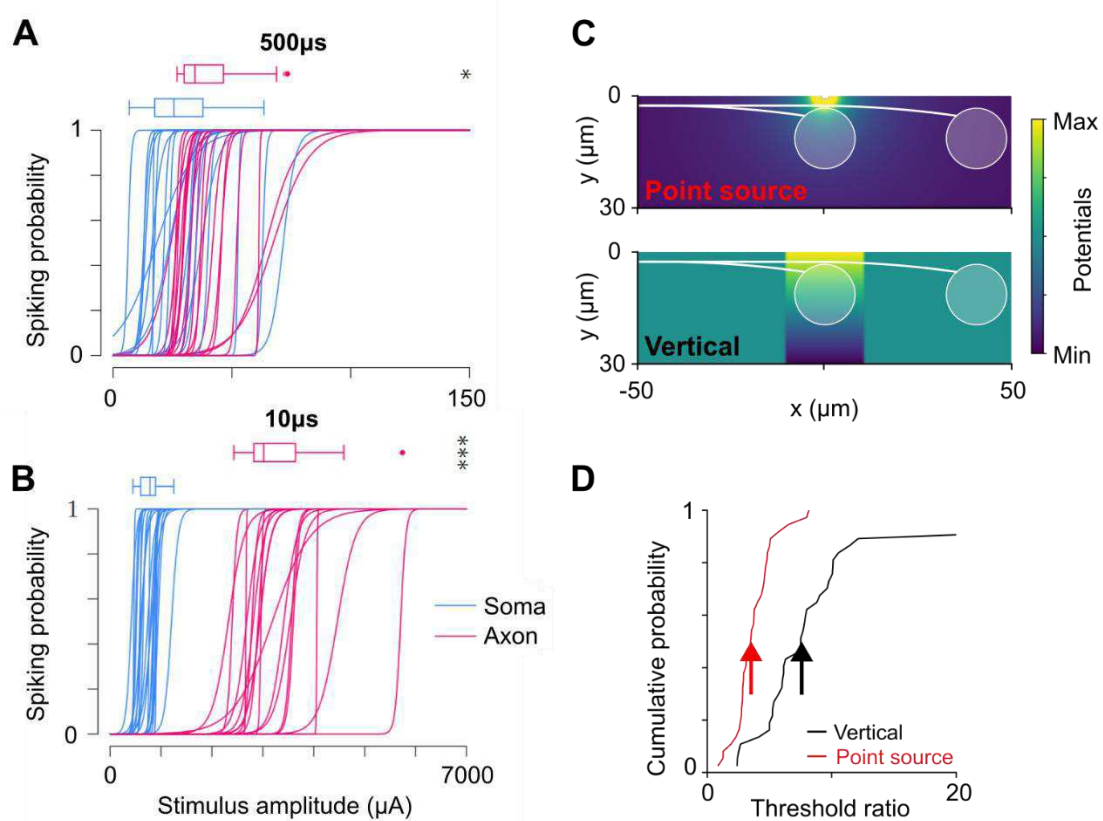 A
500µs
*
1
Spiking probability
0
0
150
10µs
***
B
1
Spiking probability
0
Soma
Axon
0
7000
Stimulus amplitude (µA)
C
0
y (µm)
Point source
30
0
y (µm)
Vertical
30
-50
50
x (µm)
Max
Potentials
Min
D
1
Cumulative probability
0
Vertical
Point source
0
20
Threshold ratio